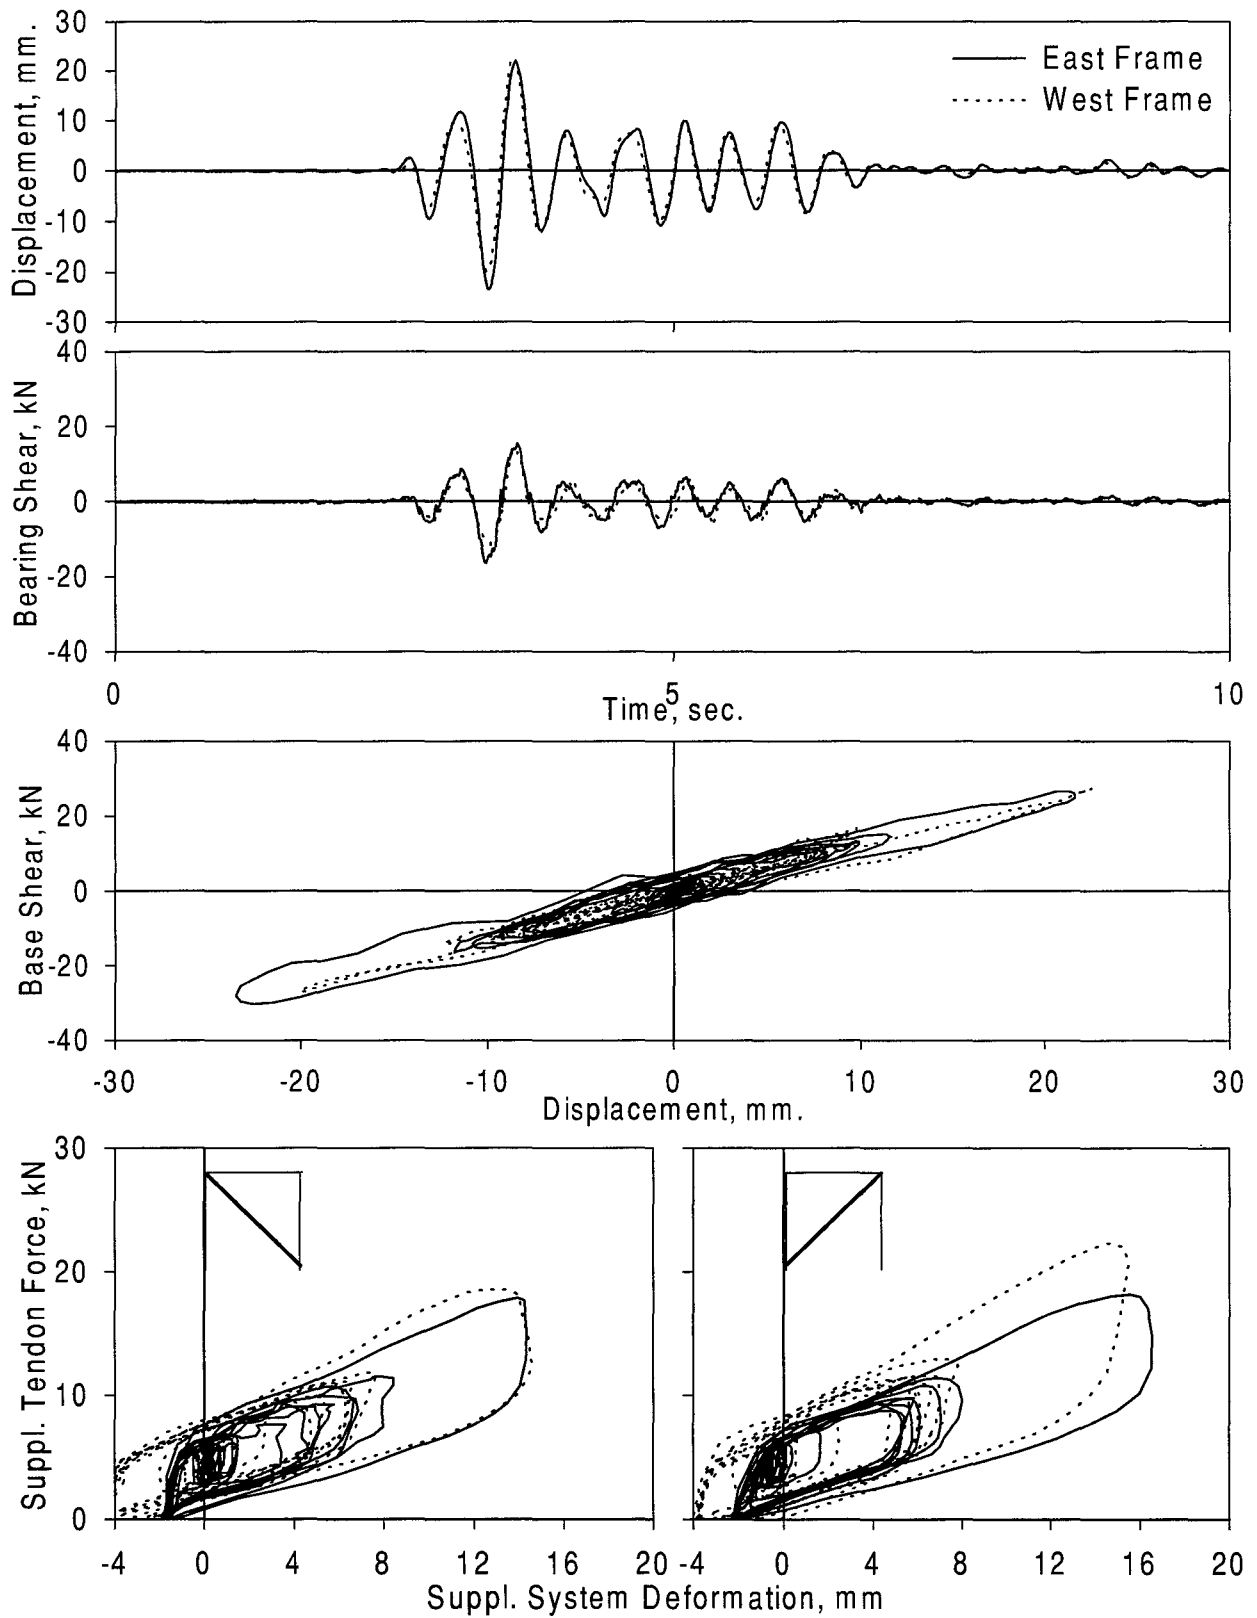 30
20
10
0
-10
-20
-30
Displacement, mm.
East Frame
West Frame
40
20
0
-20
-40
Bearing Shear, kN
0 5 10
Time, sec.
40
20
0
-20
-40
Base Shear, kN
-30 -20 -10 0 10 20 30
Displacement, mm.
30
20
10
0
Suppl. Tendon Force, kN
-4 0 4 8 12 16 20 -4 0 4 8 12 16 20
Suppl. System Deformation, mm